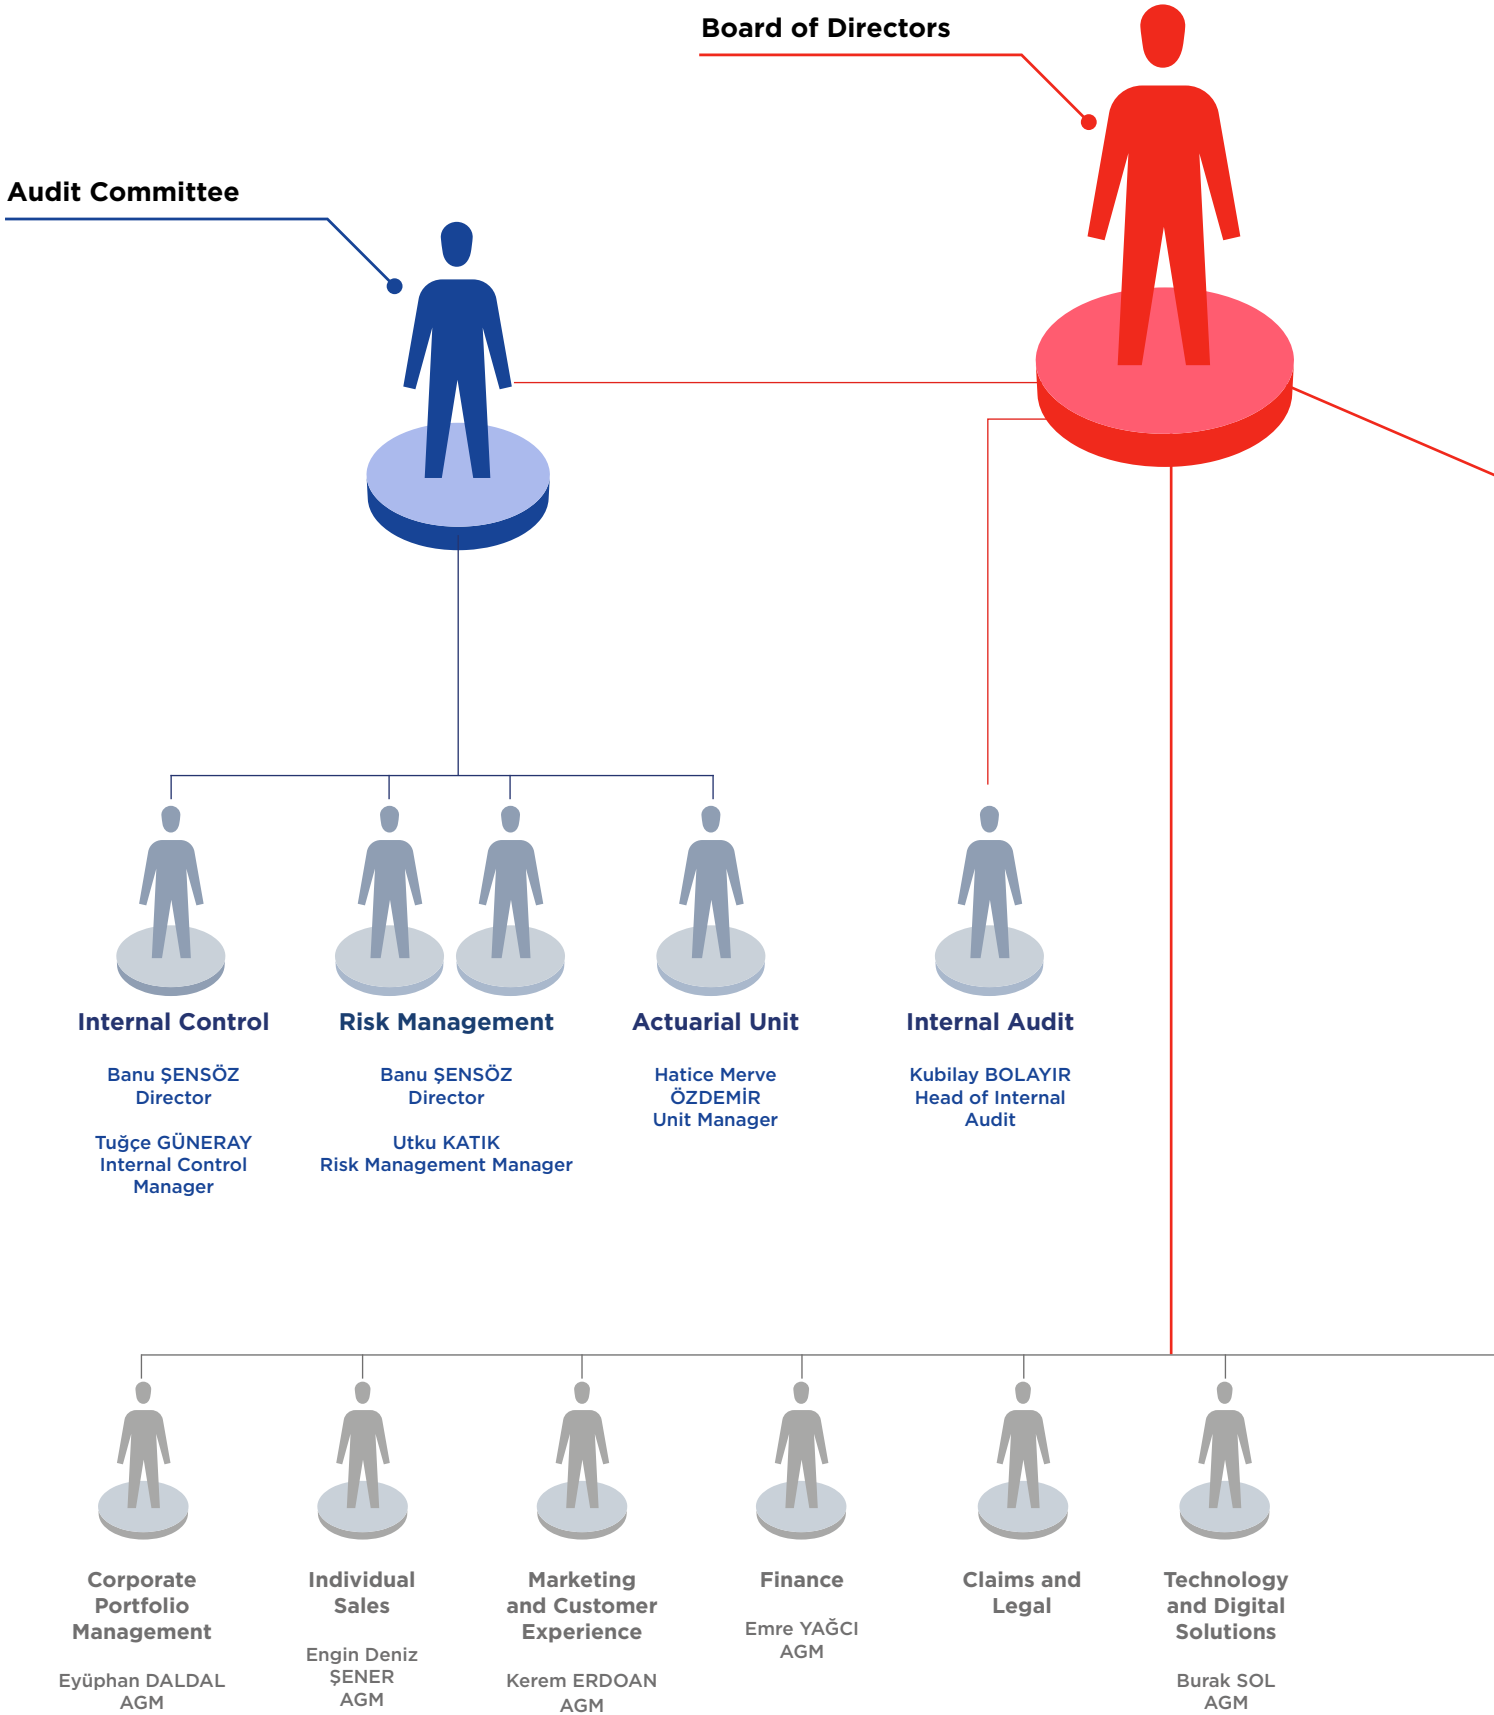 Board of Directors
Audit Committee
Internal Control
Banu ŞENSÖZ
Director
Tuğçe GÜNERAY
Internal Control
Manager
Risk Management
Banu ŞENSÖZ
Director
Utku KATIK
Risk Management Manager
Actuarial Unit
Hatice Merve
ÖZDEMİR
Unit Manager
Internal Audit
Kubilay BOLAYIR
Head of Internal
Audit
Corporate
Portfolio
Management
Eyüphan DALDAL
AGM
Individual
Sales
Engin Deniz
ŞENER
AGM
Marketing
and Customer
Experience
Kerem ERDOAN
AGM
Finance
Emre YAĞCI
AGM
Claims and
Legal
Technology
and Digital
Solutions
Burak SOL
AGM